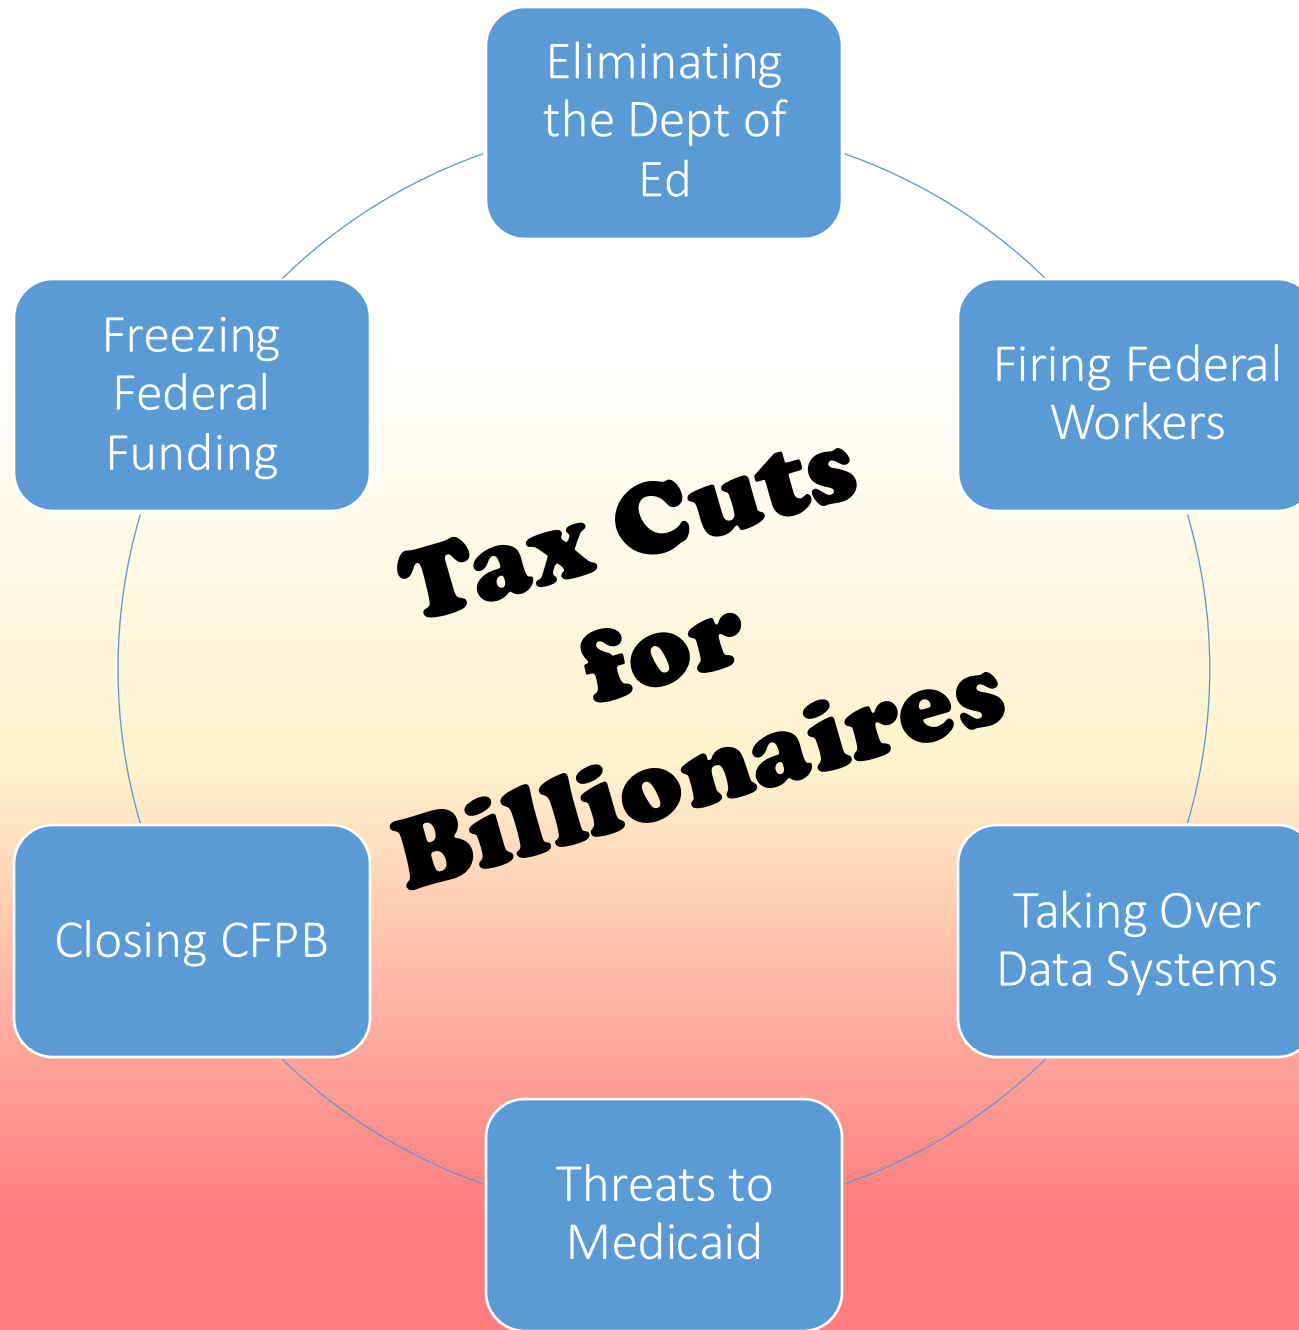 Eliminating
the Dept of
Ed
Firing Federal
Workers
Taking Over
Data Systems
Threats to
Medicaid
Closing CFPB
Freezing
Federal
Funding
Tax Cuts
for
Billionaires